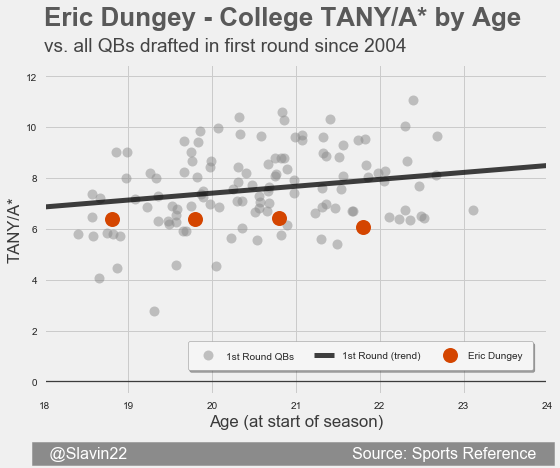 Eric Dungey - College TANY/A* by Age
vs. all QBs drafted in first round since 2004
12
10
8
6
4
2
0
TANY/A*
1st Round QBs
1st Round (trend)
Eric Dungey
18
19
20
21
22
23
24
Age (at start of season)
@Slavin22
Source: Sports Reference